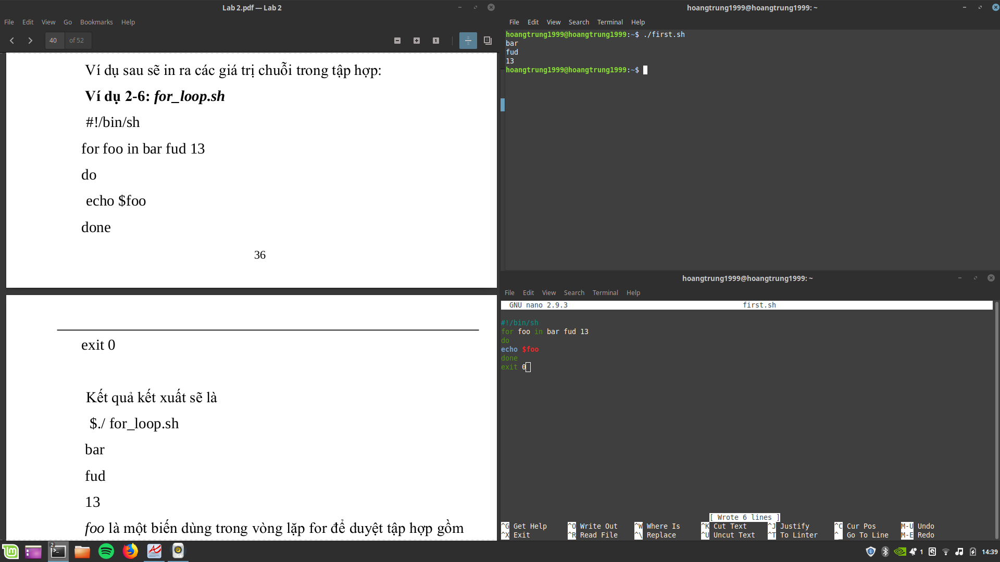 Lab 2.pdf — Lab 2
File Edit View Go Bookmarks Help
40 of 52
Ví dụ sau sẽ in ra các giá trị chuỗi trong tập hợp:
Ví dụ 2-6: for_loop.sh
#!/bin/sh
for foo in bar fud 13
do
echo $foo
done
36
exit 0
Kết quả kết xuất sẽ là
$./ for_loop.sh
bar
fud
13
foo là một biến dùng trong vòng lặp for để duyệt tập hợp gồm
hoangtrung1999@hoangtrung1999: ~
File Edit View Search Terminal Help
hoangtrung1999@hoangtrung1999:~$ ./first.sh
bar
fud
13
hoangtrung1999@hoangtrung1999:~$
hoangtrung1999@hoangtrung1999: ~
File Edit View Search Terminal Help
GNU nano 2.9.3 first.sh
#!/bin/sh
for foo in bar fud 13
do
echo $foo
done
exit 0
[ Wrote 6 lines ]
^G Get Help ^O Write Out ^W Where Is ^K Cut Text ^J Justify ^C Cur Pos M-U Undo
^X Exit ^R Read File ^\ Replace ^U Uncut Text ^T To Linter ^_ Go To Line M-E Redo
2
1
14:39